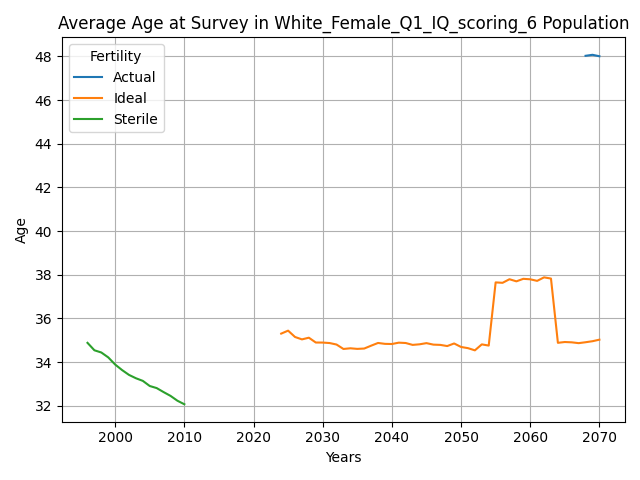 Average Age at Survey in White_Female_Q1_IQ_scoring_6 Population
Fertility
Actual
Ideal
Sterile
Age
48
46
44
42
40
38
36
34
32
2000
2010
2020
2030
2040
2050
2060
2070
Years